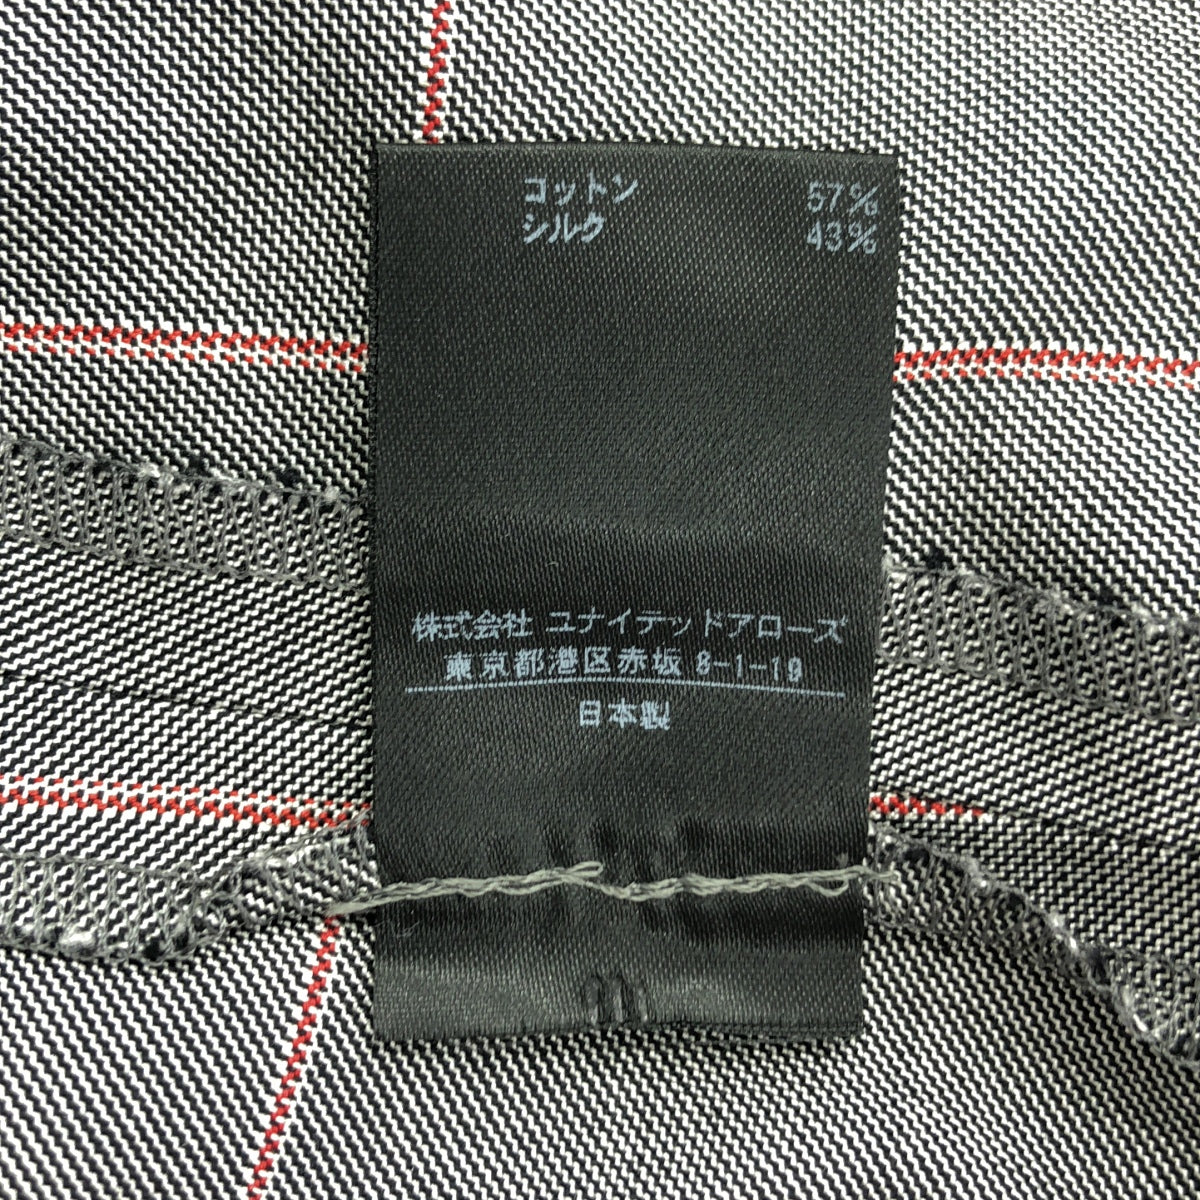 コットン 57%
シルク 43%
株式会社 ユナイテッドアローズ
東京都港区赤坂 8-1-19
日本製